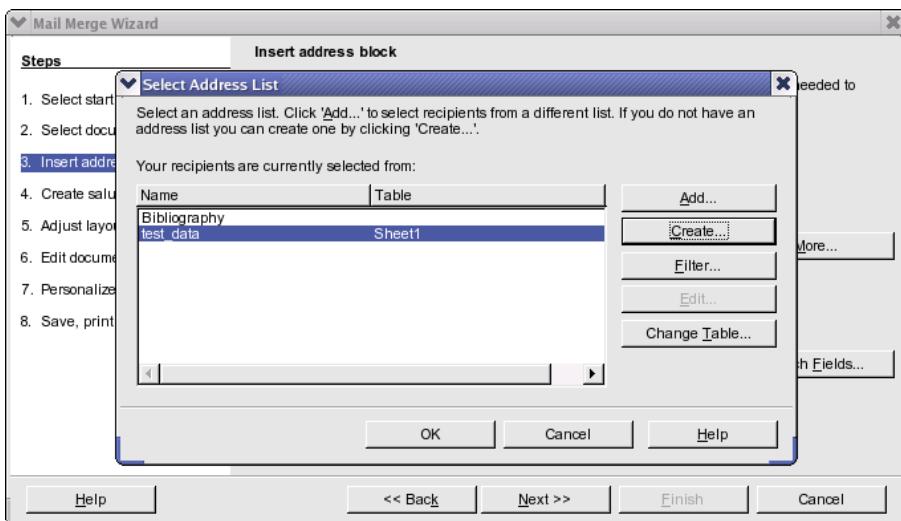 Mail Merge Wizard
Steps
Insert address block
1. Select start
2. Select docu
3. Insert addre
4. Create salu
5. Adjust layou
6. Edit docume
7. Personalize
8. Save, print
needed to
More...
h Fields...
Select Address List
Select an address list. Click 'Add...' to select recipients from a different list. If you do not have an
address list you can create one by clicking 'Create...'.
Your recipients are currently selected from:
Name Table
Bibliography
test_data Sheet1
Add...
Create...
Filter...
Edit...
Change Table...
OK Cancel Help
Help << Back Next >> Finish Cancel